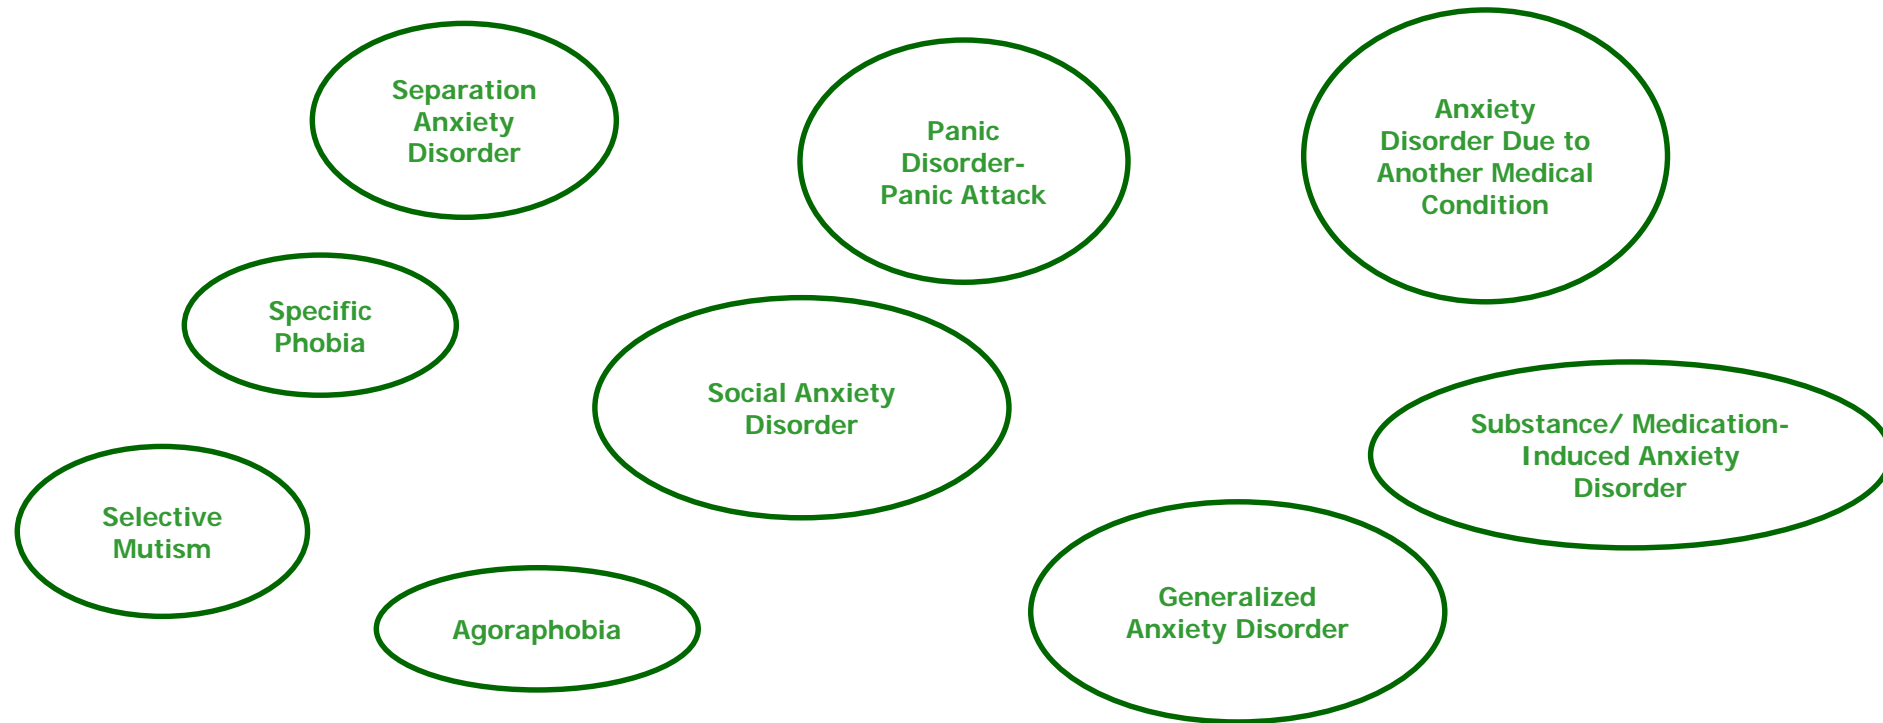 Separation
Anxiety
Disorder
Panic
Disorder-
Panic Attack
Anxiety
Disorder Due to
Another Medical
Condition
Specific
Phobia
Social Anxiety
Disorder
Substance/ Medication-
Induced Anxiety
Disorder
Selective
Mutism
Agoraphobia
Generalized
Anxiety Disorder